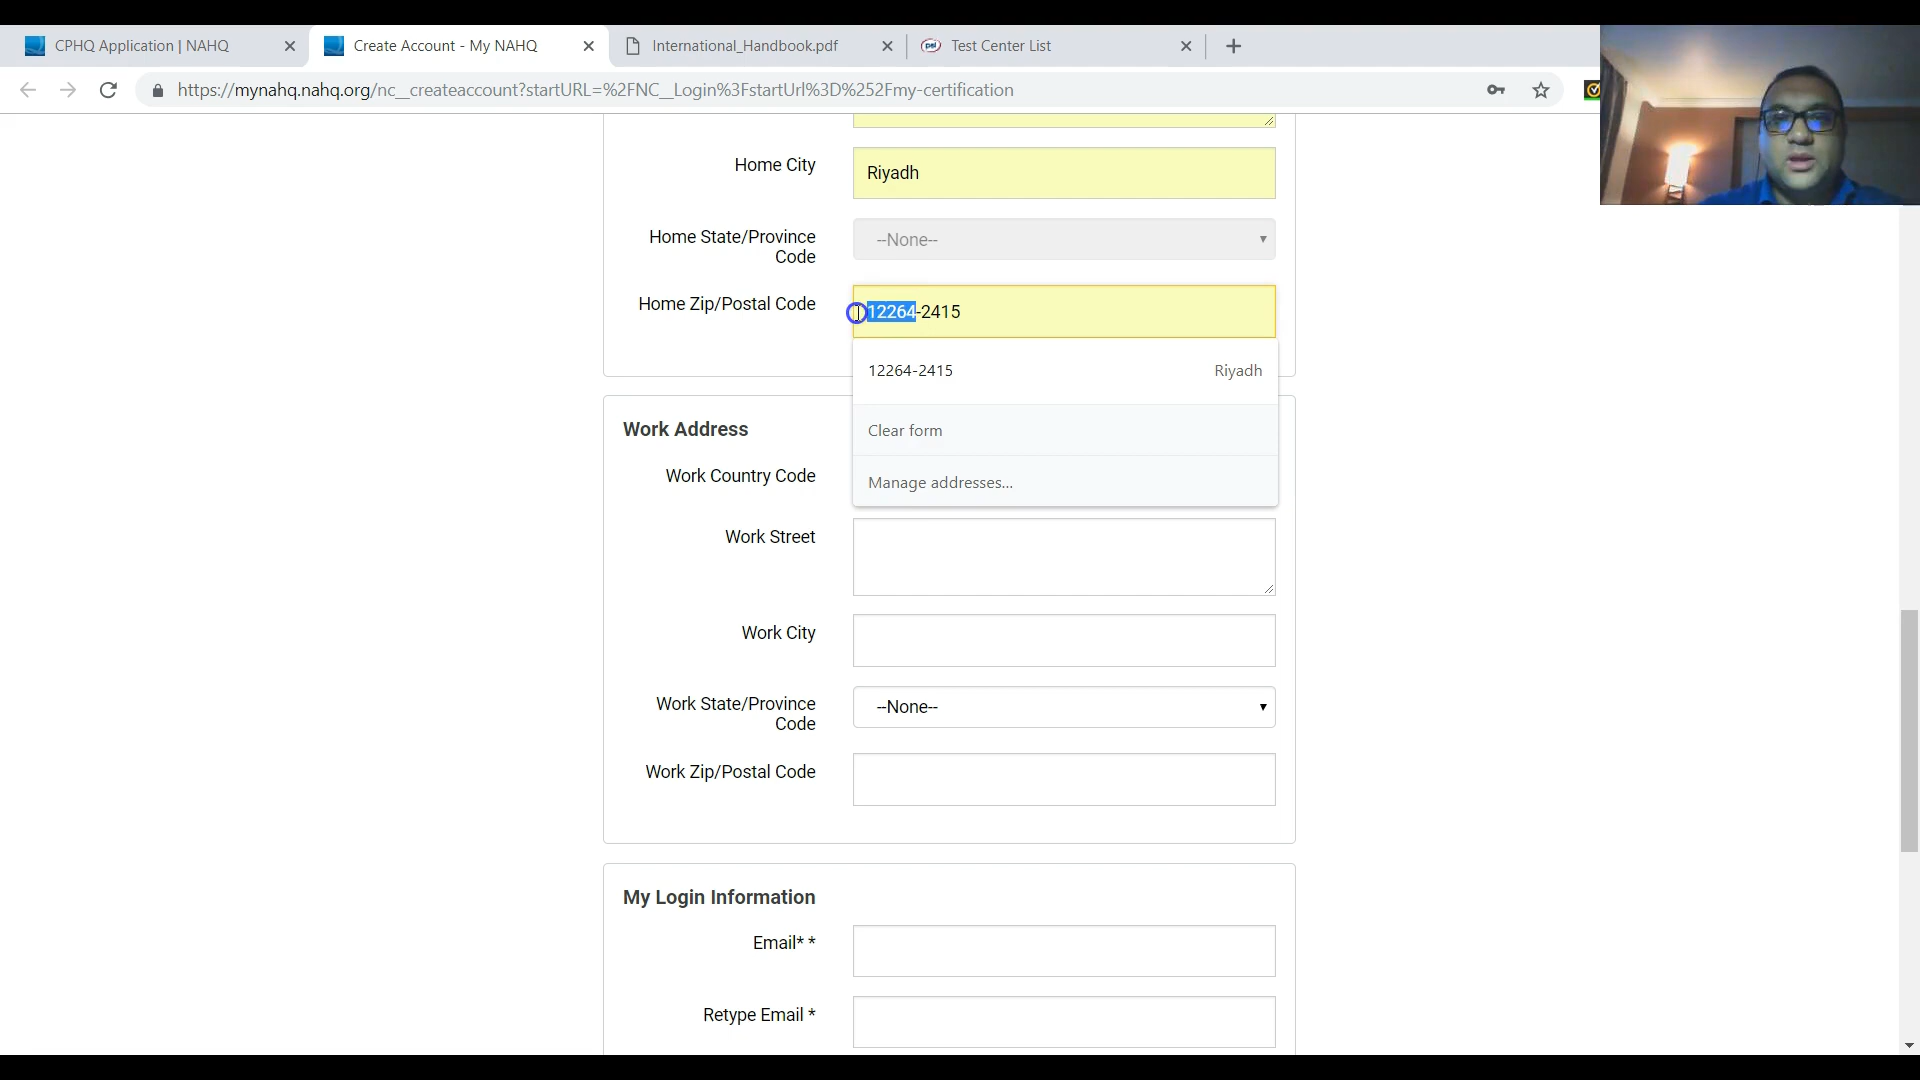 CPHQ Application | NAHQ
Create Account - My NAHQ
International_Handbook.pdf
psi
Test Center List
https://mynahq.nahq.org/nc__createaccount?startURL=%2FNC__Login%3FstartUrl%3D%252Fmy-certification
Home City
Riyadh
Home State/Province
Code
--None--
Home Zip/Postal Code
12264-2415
12264-2415 Riyadh
Clear form
Manage addresses...
Work Address
Work Country Code
Work Street
Work City
Work State/Province
Code
--None--
Work Zip/Postal Code
My Login Information
Email* *
Retype Email *